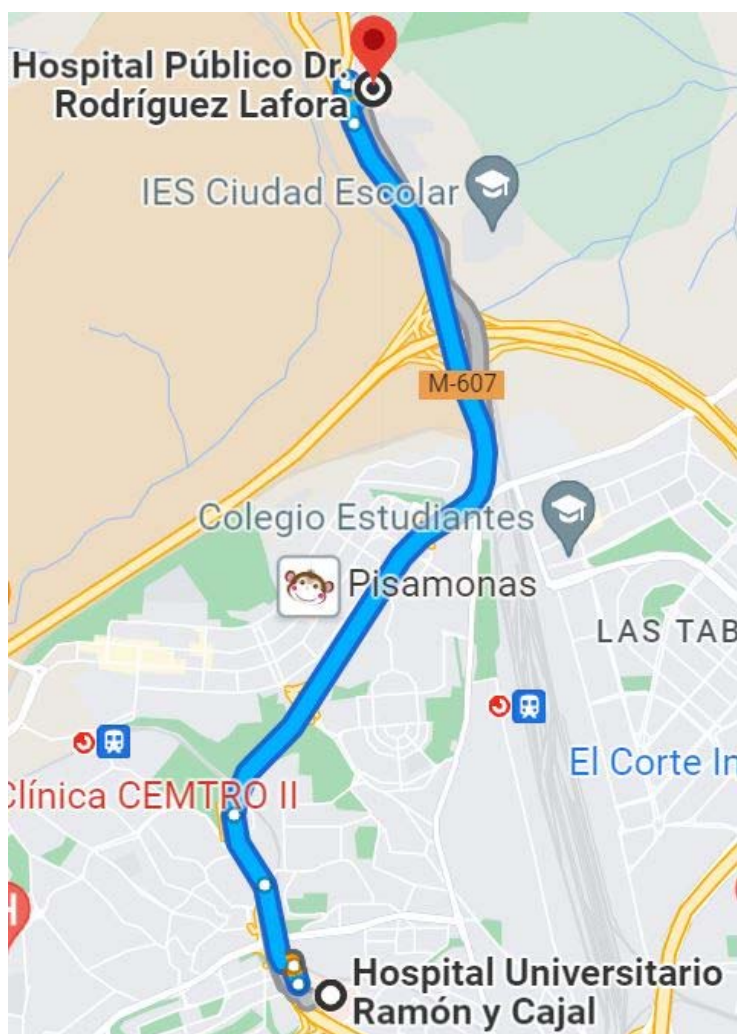 Hospital Público Dr.
Rodríguez Lafora
IES Ciudad Escolar
M-607
Colegio Estudiantes
Pisamonas
LAS TAB
El Corte In
Clínica CEMTRO II
H
Hospital Universitario
Ramón y Cajal